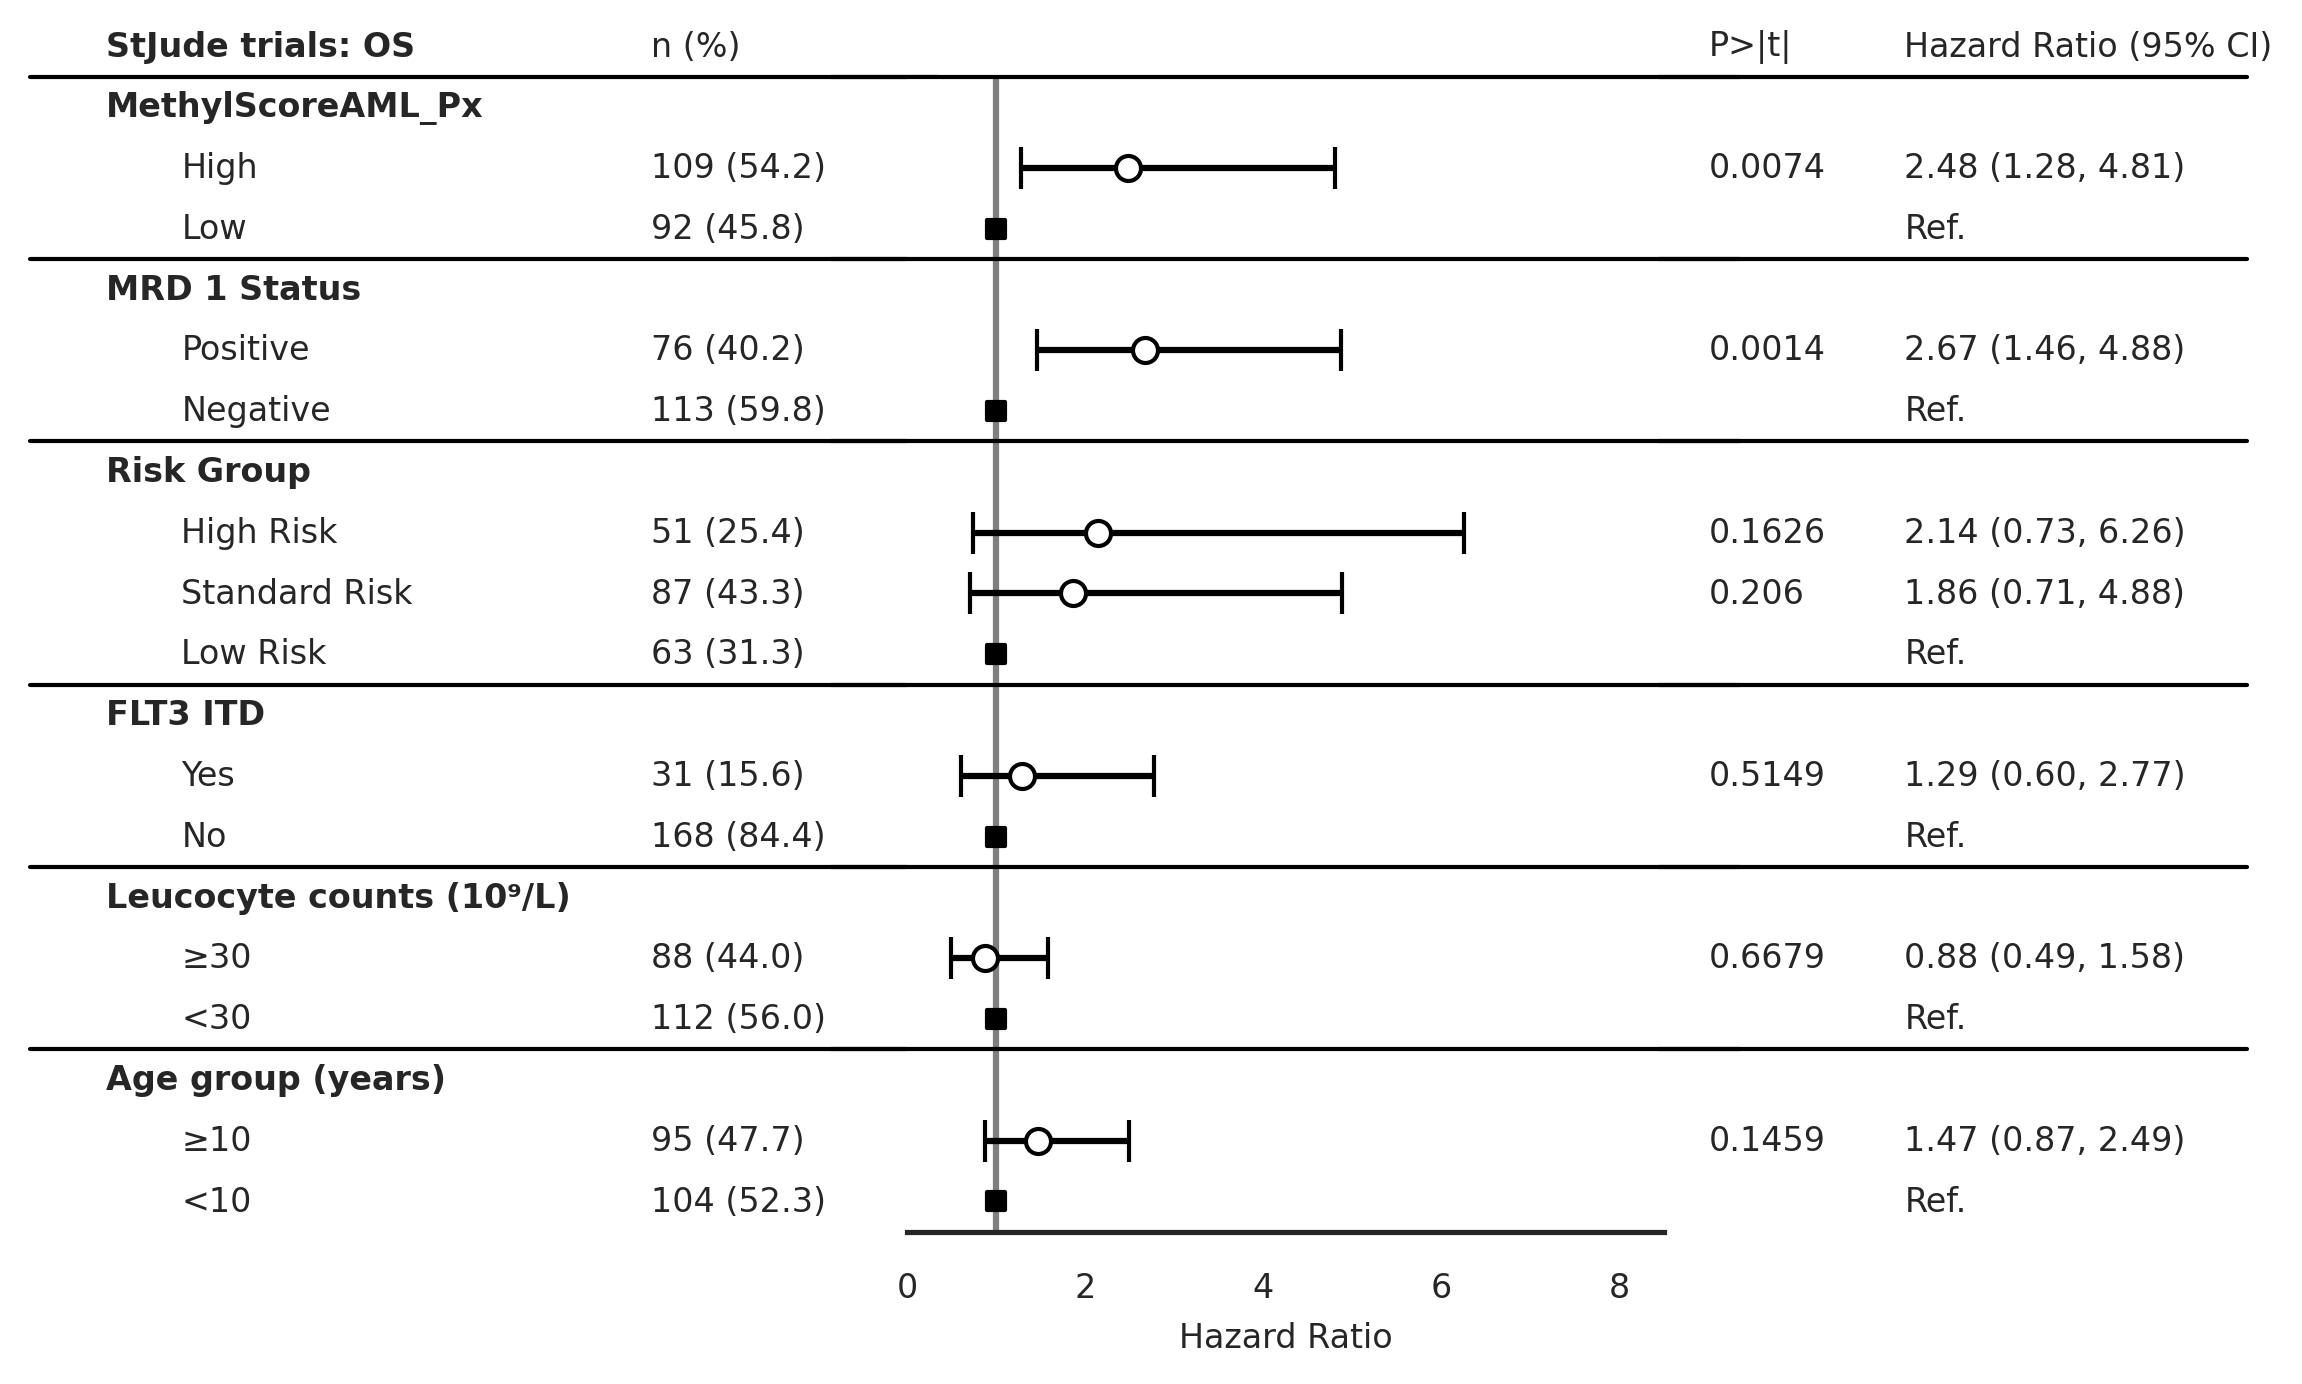 StJude trials: OS n (%) P>|t| Hazard Ratio (95% CI)
MethylScoreAML_Px
High 109 (54.2) 0.0074 2.48 (1.28, 4.81)
Low 92 (45.8) Ref.
MRD 1 Status
Positive 76 (40.2) 0.0014 2.67 (1.46, 4.88)
Negative 113 (59.8) Ref.
Risk Group
High Risk 51 (25.4) 0.1626 2.14 (0.73, 6.26)
Standard Risk 87 (43.3) 0.206 1.86 (0.71, 4.88)
Low Risk 63 (31.3) Ref.
FLT3 ITD
Yes 31 (15.6) 0.5149 1.29 (0.60, 2.77)
No 168 (84.4) Ref.
Leucocyte counts (10⁹/L)
≥30 88 (44.0) 0.6679 0.88 (0.49, 1.58)
<30 112 (56.0) Ref.
Age group (years)
≥10 95 (47.7) 0.1459 1.47 (0.87, 2.49)
<10 104 (52.3) Ref.
0 2 4 6 8
Hazard Ratio